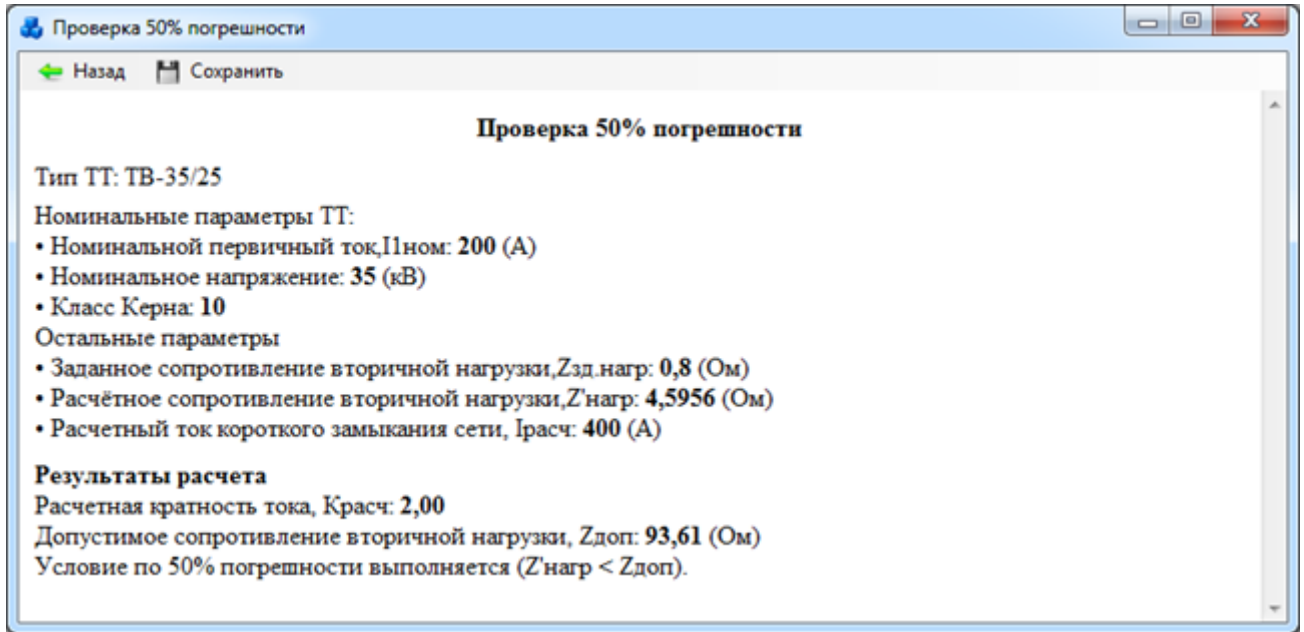 Проверка 50% погрешности
Назад Сохранить
Проверка 50% погрешности
Тип ТТ: ТВ-35/25
Номинальные параметры ТТ:
• Номинальной первичный ток,I1ном: 200 (А)
• Номинальное напряжение: 35 (кВ)
• Класс Керна: 10
Остальные параметры
• Заданное сопротивление вторичной нагрузки,Zзд.нагр: 0,8 (Ом)
• Расчётное сопротивление вторичной нагрузки,Z'нагр: 4,5956 (Ом)
• Расчетный ток короткого замыкания сети, Iрасч: 400 (А)
Результаты расчета
Расчетная кратность тока, Красч: 2,00
Допустимое сопротивление вторичной нагрузки, Zдоп: 93,61 (Ом)
Условие по 50% погрешности выполняется (Z'нагр < Zдоп).